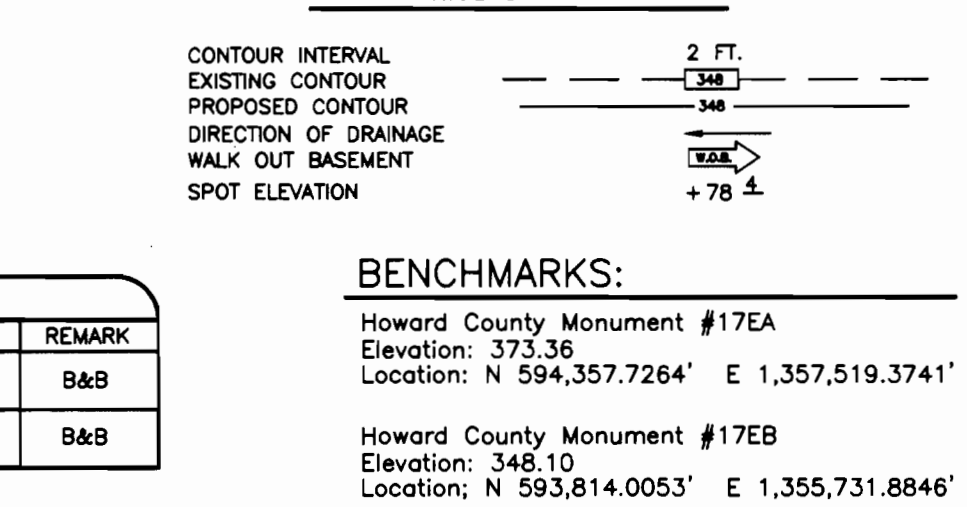 CONTOUR INTERVAL 2 FT.
EXISTING CONTOUR 348
PROPOSED CONTOUR 348
DIRECTION OF DRAINAGE
WALK OUT BASEMENT W.O.B.
SPOT ELEVATION + 78 4
BENCHMARKS:
Howard County Monument #17EA
Elevation: 373.36
Location: N 594,357.7264' E 1,357,519.3741'
Howard County Monument #17EB
Elevation: 348.10
Location; N 593,814.0053' E 1,355,731.8846'
REMARK
B&B
B&B